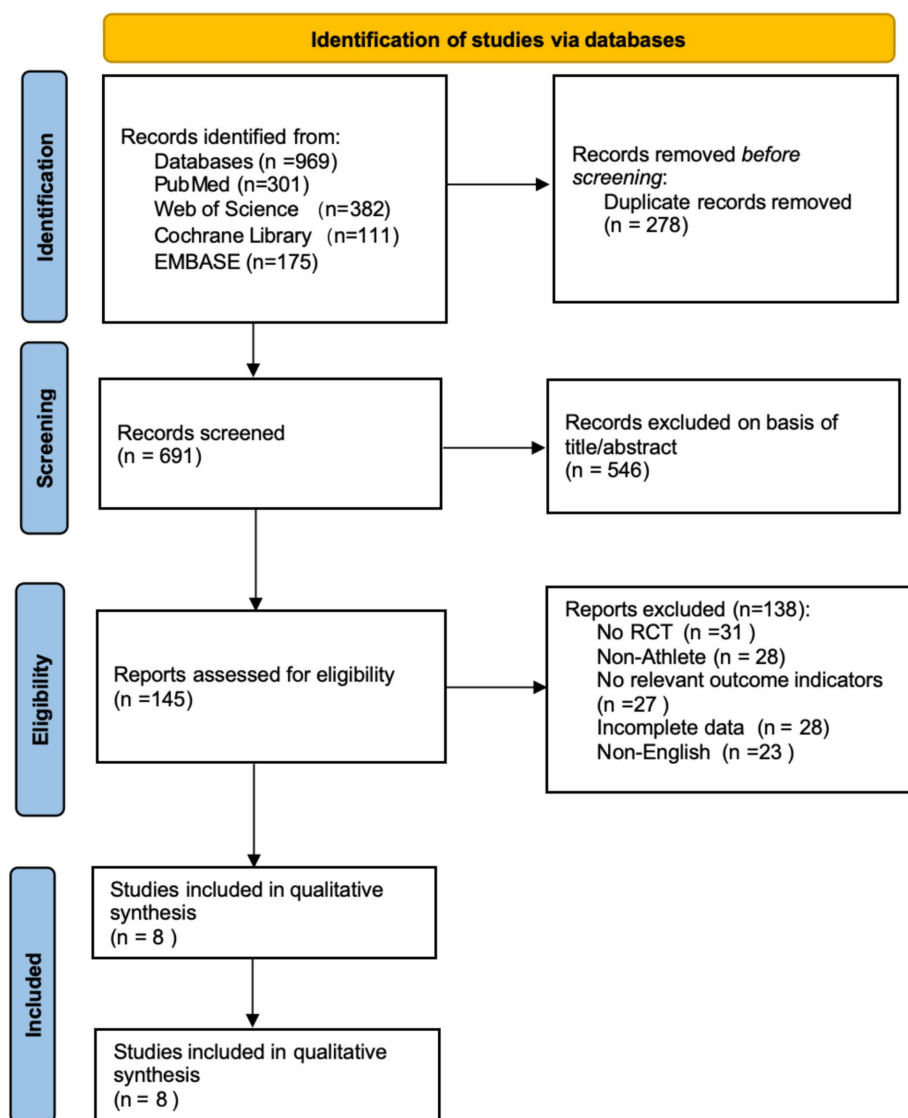 Identification of studies via databases
Identification
Records identified from:
Databases (n =969)
PubMed (n=301)
Web of Science （n=382)
Cochrane Library （n=111)
EMBASE (n=175)
Records removed before
screening:
Duplicate records removed
(n = 278)
Screening
Records screened
(n = 691)
Records excluded on basis of
title/abstract
(n = 546)
Eligibility
Reports assessed for eligibility
(n =145)
Reports excluded (n=138):
No RCT (n =31 )
Non-Athlete (n = 28)
No relevant outcome indicators
(n =27 )
Incomplete data (n = 28)
Non-English (n =23 )
Included
Studies included in qualitative
synthesis
(n = 8 )
Studies included in qualitative
synthesis
(n = 8 )